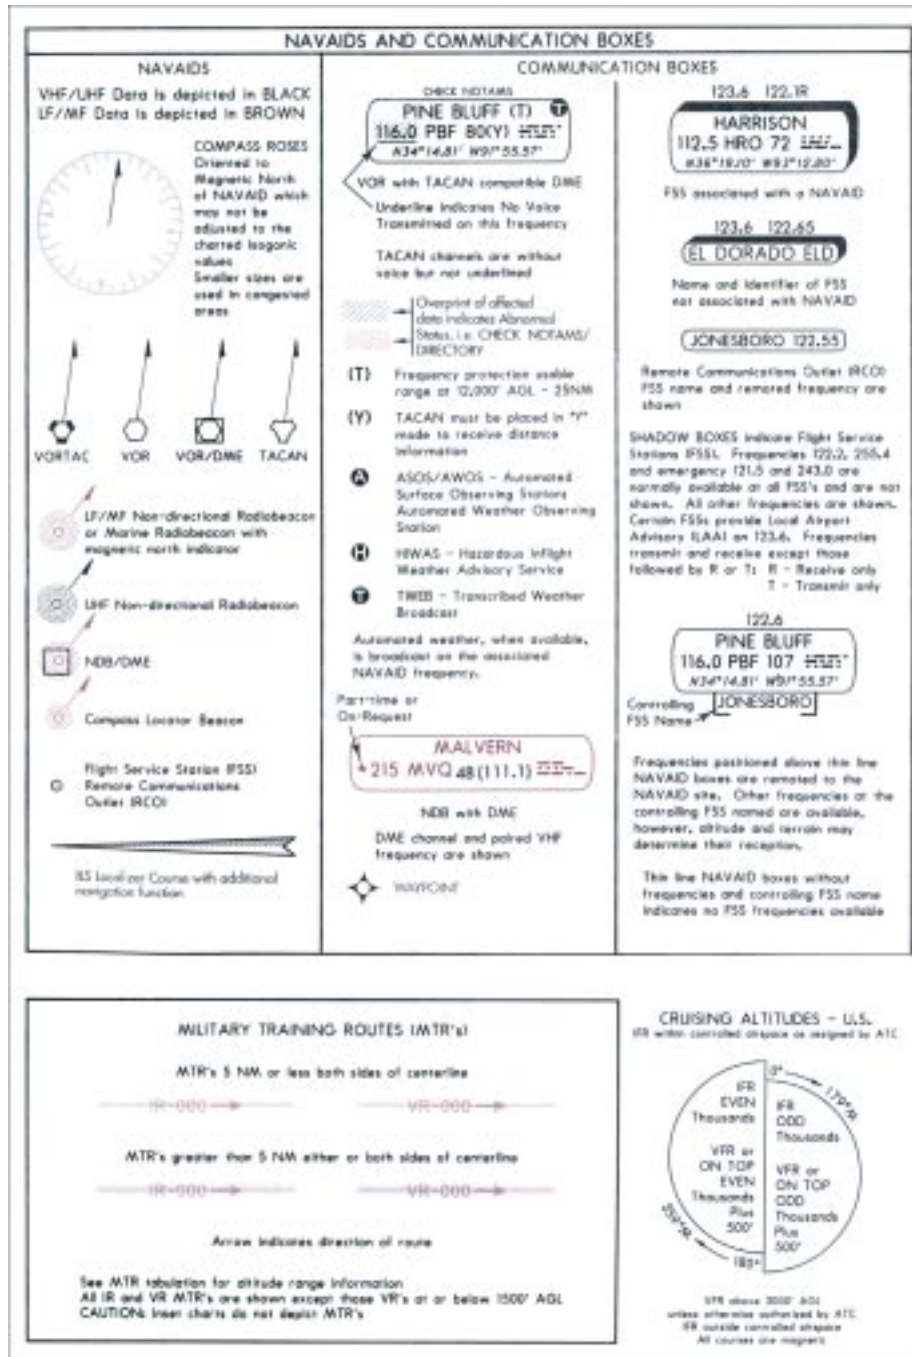 NAVAIDS AND COMMUNICATION BOXES
NAVAIDS
VHF/UHF Data is depicted in BLACK
LF/MF Data is depicted in BROWN
COMPASS ROSES
Oriented to
Magnetic North
of NAVAID which
may not be
adjusted to the
charted isogonic
values
Smaller sizes are
used in congested
areas
VORTAC VOR VOR/DME TACAN
LF/MF Non-directional Radiobeacon
or Marine Radiobeacon with
magnetic north indicator
UHF Non-directional Radiobeacon
NDB/DME
Compass Locator Beacon
Flight Service Station (FSS)
Remote Communications
Outlet (RCO)
ILS Localizer Course with additional
navigation function
COMMUNICATION BOXES
CHECK NOTAMS
PINE BLUFF (T) T
116.0 PBF 80(Y)
N34°14.81' W91°55.57'
VOR with TACAN compatible DME
Underline indicates No Voice
Transmitted on this frequency
TACAN channels are without
voice but not underlined
Overprint of affected
data indicates Abnormal
Status, i.e. CHECK NOTAMS/
DIRECTORY
(T) Frequency protection usable
range at 12,000' AGL - 25NM
(Y) TACAN must be placed in "Y"
mode to receive distance
information
A ASOS/AWOS - Automated
Surface Observing Stations
Automated Weather Observing
Station
H HIWAS - Hazardous Inflight
Weather Advisory Service
T TWEB - Transcribed Weather
Broadcast
Automated weather, when available,
is broadcast on the associated
NAVAID frequency.
Part-time or
On-Request
MALVERN
* 215 MVQ 48 (111.1)
NDB with DME
DME channel and paired VHF
frequency are shown
WAYPOINT
123.6 122.1R
HARRISON
112.5 HRO 72
N36°19.10' W93°12.80'
FSS associated with a NAVAID
123.6 122.65
EL DORADO ELD
Name and identifier of FSS
not associated with NAVAID
JONESBORO 122.55
Remote Communications Outlet (RCO)
FSS name and remoted frequency are
shown
SHADOW BOXES indicate Flight Service
Stations (FSS). Frequencies 122.2, 255.4
and emergency 121.5 and 243.0 are
normally available at all FSS's and are not
shown. All other frequencies are shown.
Certain FSSs provide Local Airport
Advisory (LAA) on 123.6. Frequencies
transmit and receive except those
followed by R or T: R - Receive only
T - Transmit only
122.6
PINE BLUFF
116.0 PBF 107
N34°14.81' W91°55.57'
Controlling
FSS Name
JONESBORO
Frequencies positioned above thin line
NAVAID boxes are remoted to the
NAVAID site. Other frequencies at the
controlling FSS named are available,
however, altitude and terrain may
determine their reception.
Thin line NAVAID boxes without
frequencies and controlling FSS name
indicates no FSS frequencies available
MILITARY TRAINING ROUTES (MTR's)
MTR's 5 NM or less both sides of centerline
IR-000 VR-000
MTR's greater than 5 NM either or both sides of centerline
IR-000 VR-000
Arrow indicates direction of route
See MTR tabulation for altitude range information
All IR and VR MTR's are shown except those VR's at or below 1500' AGL
CAUTION: Inset charts do not depict MTR's
CRUISING ALTITUDES - U.S.
IFR within controlled airspace as assigned by ATC
0° 179°M.
IFR
EVEN
Thousands
VFR or
ON TOP
EVEN
Thousands
Plus
500'
IFR
ODD
Thousands
VFR or
ON TOP
ODD
Thousands
Plus
500'
359°M. 180°
VFR above 3000' AGL
unless otherwise authorized by ATC
IFR outside controlled airspace
All courses are magnetic